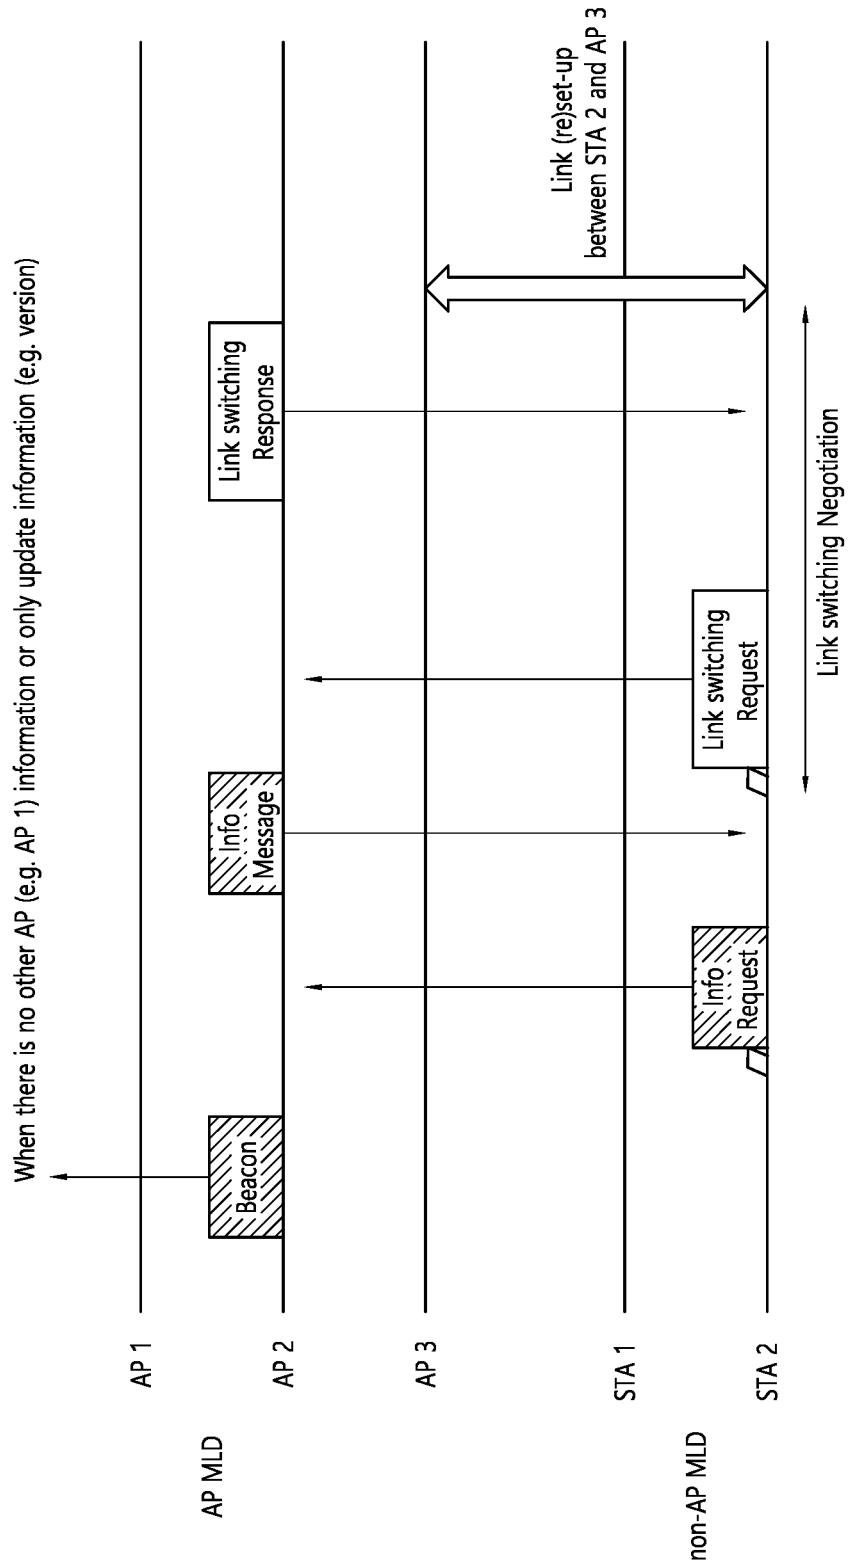 When there is no other AP (e.g. AP 1) information or only update information (e.g. version)
AP MLD
AP 1
AP 2
AP 3
non-AP MLD
STA 1
STA 2
Beacon
Info
Request
Info
Message
Link switching
Request
Link switching
Response
Link switching Negotiation
Link (re)set-up
between STA 2 and AP 3